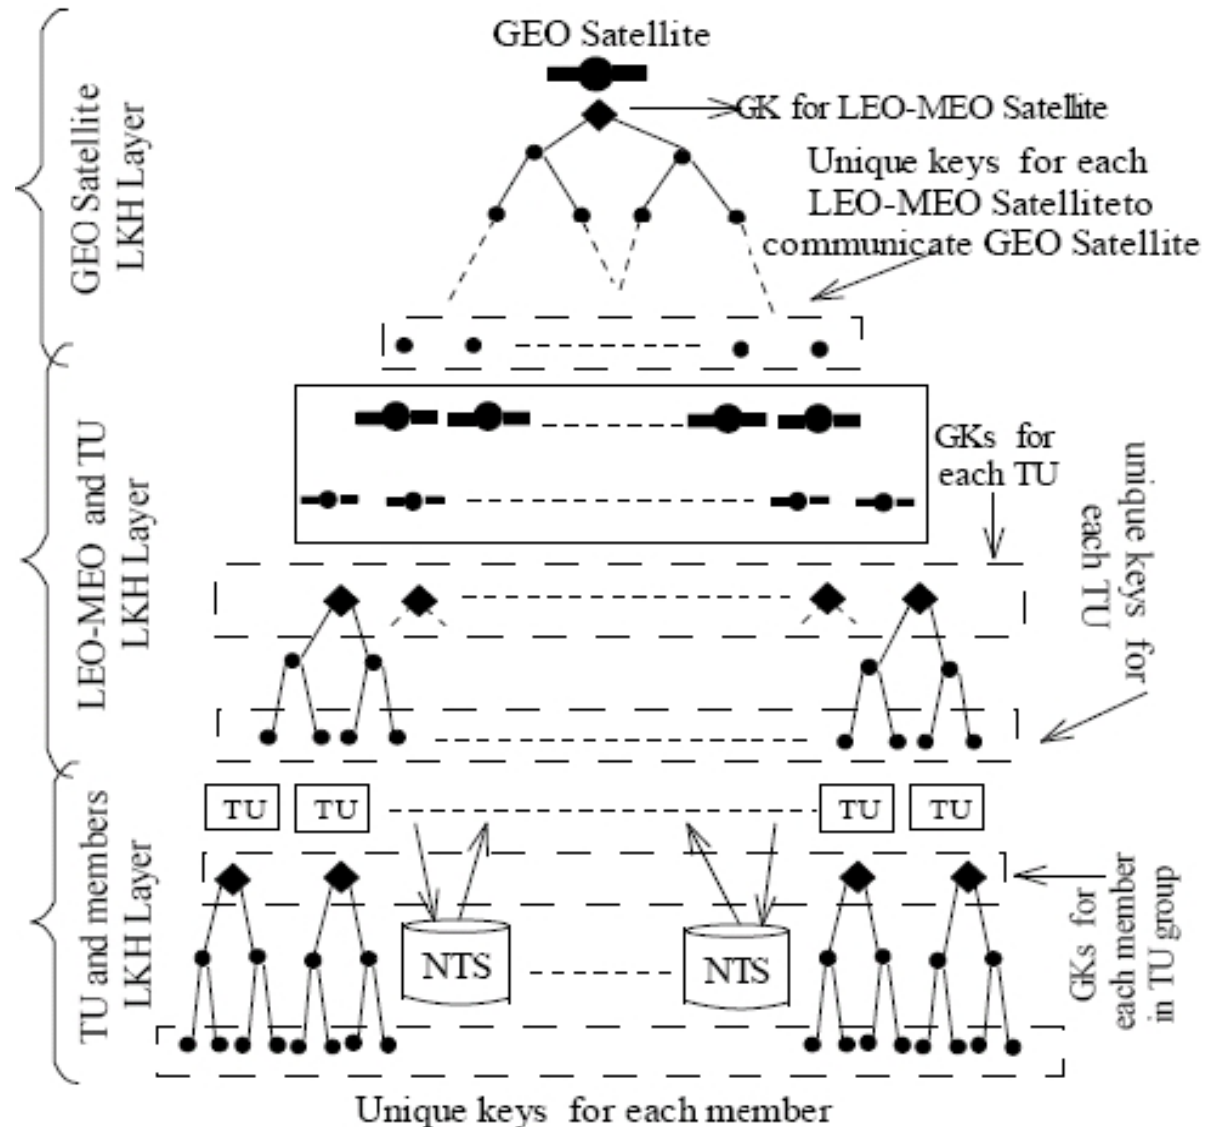 GEO Satellite
GK for LEO-MEO Satellite
Unique keys for each
LEO-MEO Satelliteto
communicate GEO Satellite
GEO Satellite
LKH Layer
GKs for
each TU
unique keys for
each TU
LEO-MEO and TU
LKH Layer
TU
TU
TU
TU
TU and members
LKH Layer
NTS
NTS
GKs for
each member
in TU group
Unique keys for each member